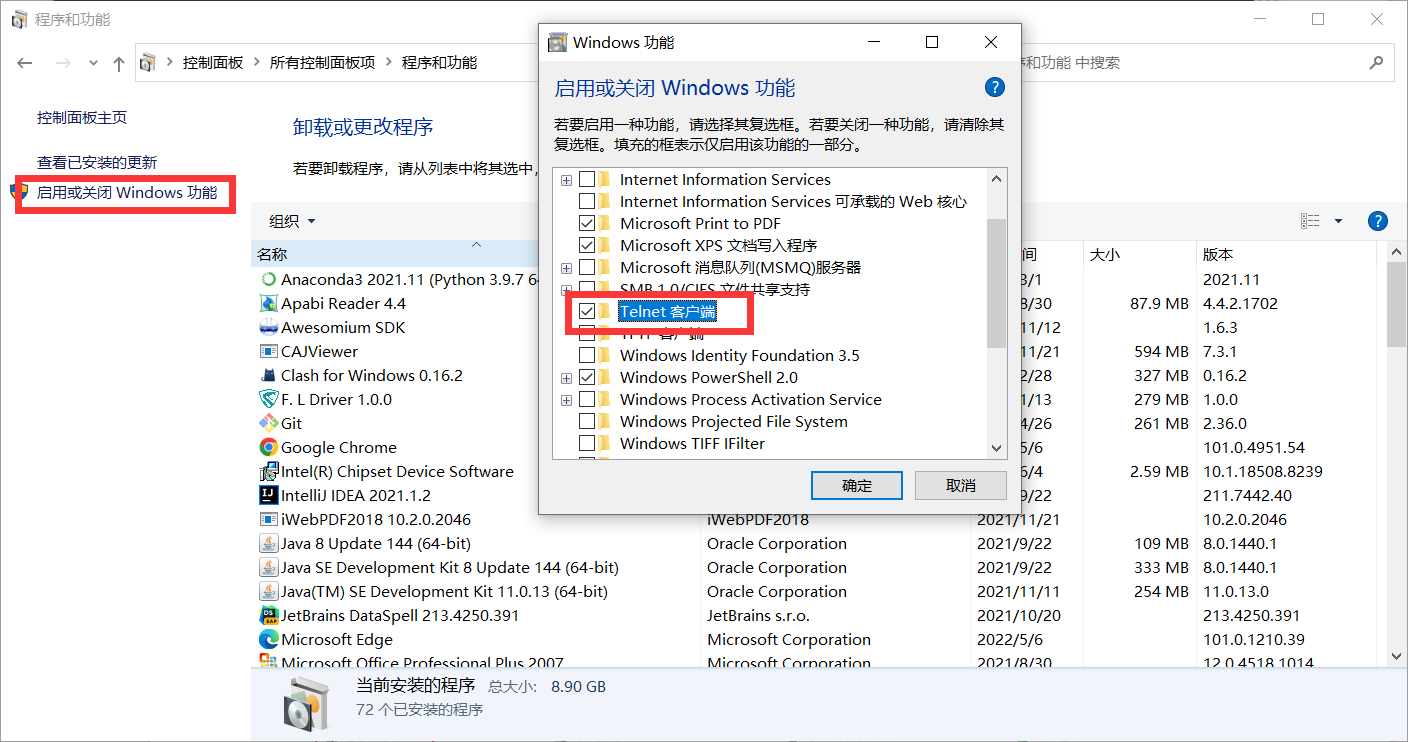 程序和功能
控制面板 所有控制面板项 程序和功能
和功能 中搜索
控制面板主页
查看已安装的更新
启用或关闭 Windows 功能
卸载或更改程序
若要卸载程序，请从列表中将其选中，
组织
名称
间
大小
版本
Anaconda3 2021.11 (Python 3.9.7 6
3/1
2021.11
Apabi Reader 4.4
8/30
87.9 MB
4.4.2.1702
Awesomium SDK
11/12
1.6.3
CAJViewer
11/21
594 MB
7.3.1
Clash for Windows 0.16.2
2/28
327 MB
0.16.2
F. L Driver 1.0.0
1/13
279 MB
1.0.0
Git
4/26
261 MB
2.36.0
Google Chrome
5/6
101.0.4951.54
Intel(R) Chipset Device Software
6/4
2.59 MB
10.1.18508.8239
IntelliJ IDEA 2021.1.2
9/22
211.7442.40
iWebPDF2018 10.2.0.2046
iWebPDF2018
2021/11/21
10.2.0.2046
Java 8 Update 144 (64-bit)
Oracle Corporation
2021/9/22
109 MB
8.0.1440.1
Java SE Development Kit 8 Update 144 (64-bit)
Oracle Corporation
2021/9/22
333 MB
8.0.1440.1
Java(TM) SE Development Kit 11.0.13 (64-bit)
Oracle Corporation
2021/11/11
254 MB
11.0.13.0
JetBrains DataSpell 213.4250.391
JetBrains s.r.o.
2021/10/20
213.4250.391
Microsoft Edge
Microsoft Corporation
2022/5/6
101.0.1210.39
Microsoft Office Professional Plus 2007
Microsoft Corporation
2021/8/30
12.0.4518.1014
当前安装的程序 总大小: 8.90 GB
72 个已安装的程序
Windows 功能
启用或关闭 Windows 功能
若要启用一种功能，请选择其复选框。若要关闭一种功能，请清除其
复选框。填充的框表示仅启用该功能的一部分。
Internet Information Services
Internet Information Services 可承载的 Web 核心
Microsoft Print to PDF
Microsoft XPS 文档写入程序
Microsoft 消息队列(MSMQ)服务器
SMB 1.0/CIFS 文件共享支持
Telnet 客户端
TFTP 客户端
Windows Identity Foundation 3.5
Windows PowerShell 2.0
Windows Process Activation Service
Windows Projected File System
Windows TIFF IFilter
确定
取消